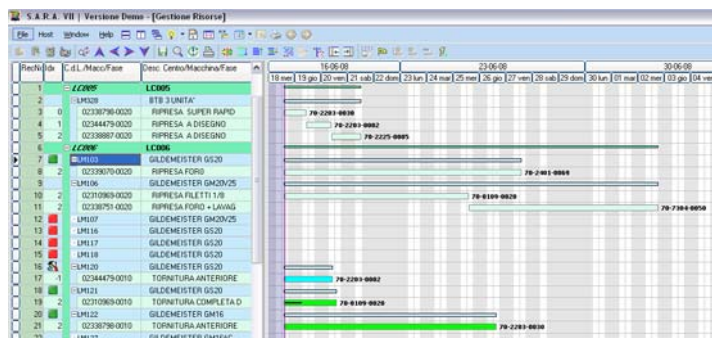 S.A.R.A. VII | Versione Demo - [Gestione Risorse]
File Host Window Help
RecNo Idx C.d.L./Macc/Fase Desc. Centro/Macchina/Fase
16-06-08 23-06-08 30-06-08
18 mer 19 gio 20 ven 21 sab 22 dom 23 lun 24 mar 25 mer 26 gio 27 ven 28 sab 29 dom 30 lun 01 mar 02 mer 03 gio 04 ven
1 LC005 LC005
2 LM328 BTB 3 UNITA'
3 0 02338798-0020 RIPRESA SUPER RAPID 70-2203-0030
4 1 02344479-0020 RIPRESA A DISEGNO 70-2203-0002
5 2 02338887-0020 RIPRESA A DISEGNO 70-2225-0005
6 LC006 LC006
7 LM103 GILDEMEISTER GS20
8 2 02339070-0020 RIPRESA FORO 70-2401-0069
9 LM106 GILDEMEISTER GM20V25
10 2 02310969-0020 RIPRESA FILETTI 1/8 70-0109-0020
11 2 02338751-0020 RIPRESA FORO + LAVAG 70-7304-0050
12 LM107 GILDEMEISTER GM20V25
13 LM116 GILDEMEISTER GS20
14 LM117 GILDEMEISTER GS20
15 LM118 GILDEMEISTER GS20
16 LM120 GILDEMEISTER GS20
17 -1 02344479-0010 TORNITURA ANTERIORE 70-2203-0002
18 LM121 GILDEMEISTER GS20
19 2 02310969-0010 TORNITURA COMPLETA D 70-0109-0020
20 LM122 GILDEMEISTER GM16
21 2 02338798-0010 TORNITURA ANTERIORE 70-2203-0030